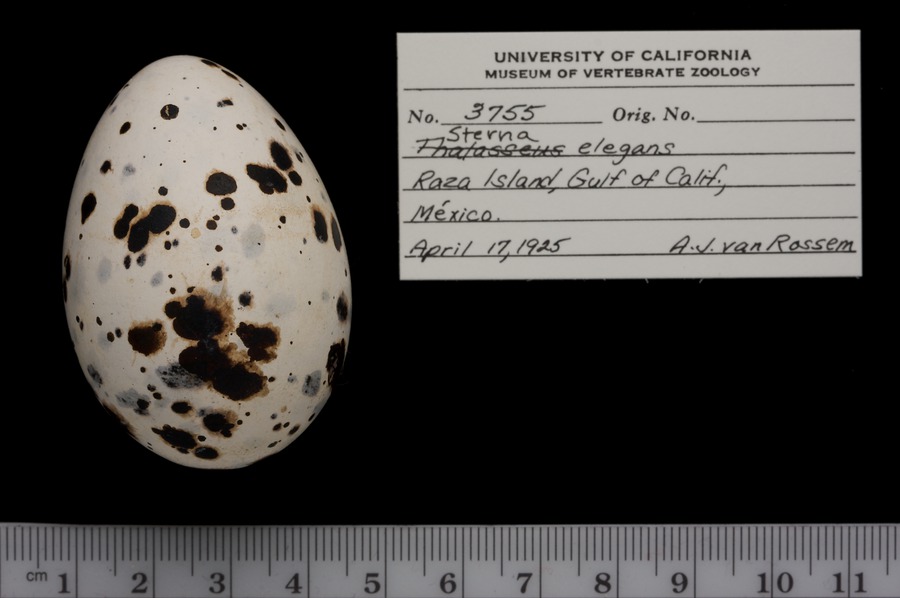 UNIVERSITY OF CALIFORNIA
MUSEUM OF VERTEBRATE ZOOLOGY
No. 3755 Orig. No.
Sterna
Thalasseus elegans
Raza Island, Gulf of Calif.,
México.
April 17, 1925 A.J. van Rossem
cm 1 2 3 4 5 6 7 8 9 10 11